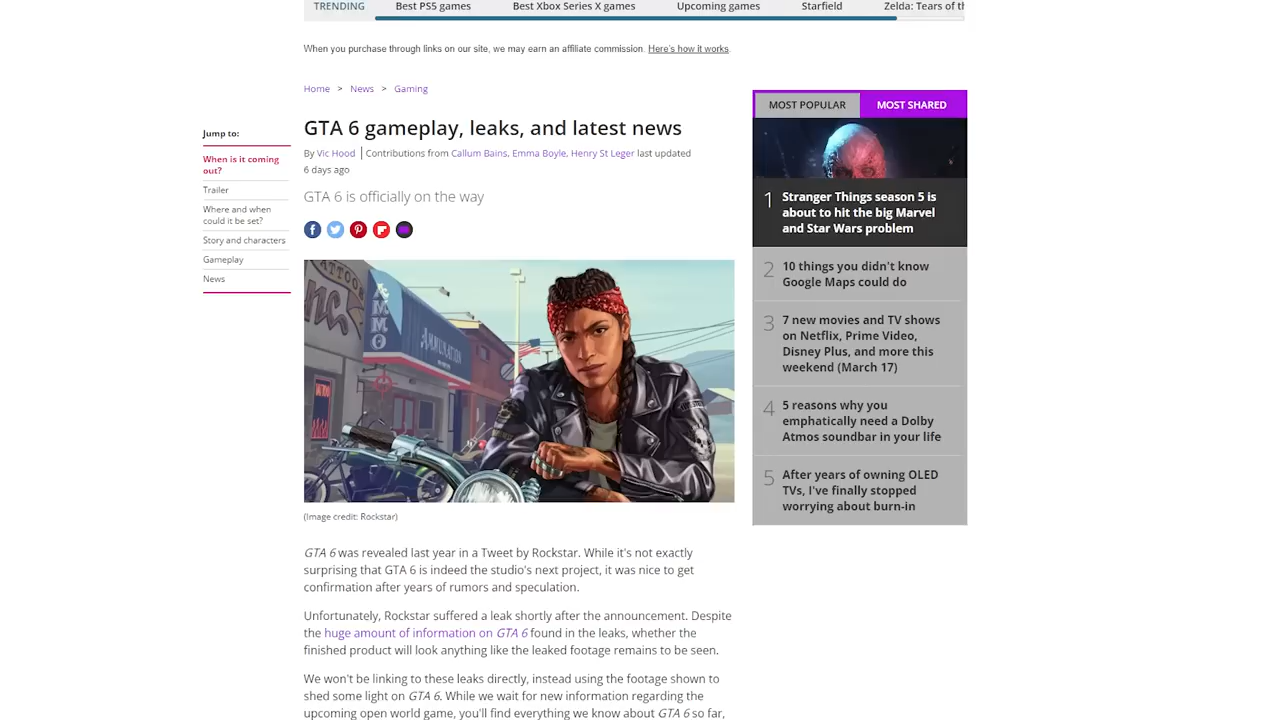 TRENDING Best PS5 games Best Xbox Series X games Upcoming games Starfield Zelda: Tears of
When you purchase through links on our site, we may earn an affiliate commission. Here's how it works.
Home > News > Gaming
Jump to:
When is it coming
out?
Trailer
Where and when
could it be set?
Story and characters
Gameplay
News
GTA 6 gameplay, leaks, and latest news
By Vic Hood | Contributions from Callum Bains, Emma Boyle, Henry St Leger last updated
6 days ago
GTA 6 is officially on the way
TATTOO
AMMO
AMMUNATION
(Image credit: Rockstar)
GTA 6 was revealed last year in a Tweet by Rockstar. While it's not exactly
surprising that GTA 6 is indeed the studio's next project, it was nice to get
confirmation after years of rumors and speculation.
Unfortunately, Rockstar suffered a leak shortly after the announcement. Despite
the huge amount of information on GTA 6 found in the leaks, whether the
finished product will look anything like the leaked footage remains to be seen.
We won't be linking to these leaks directly, instead using the footage shown to
shed some light on GTA 6. While we wait for new information regarding the
upcoming open world game, you'll find everything we know about GTA 6 so far,
MOST POPULAR MOST SHARED
1 Stranger Things season 5 is
about to hit the big Marvel
and Star Wars problem
2 10 things you didn't know
Google Maps could do
3 7 new movies and TV shows
on Netflix, Prime Video,
Disney Plus, and more this
weekend (March 17)
4 5 reasons why you
emphatically need a Dolby
Atmos soundbar in your life
5 After years of owning OLED
TVs, I've finally stopped
worrying about burn-in